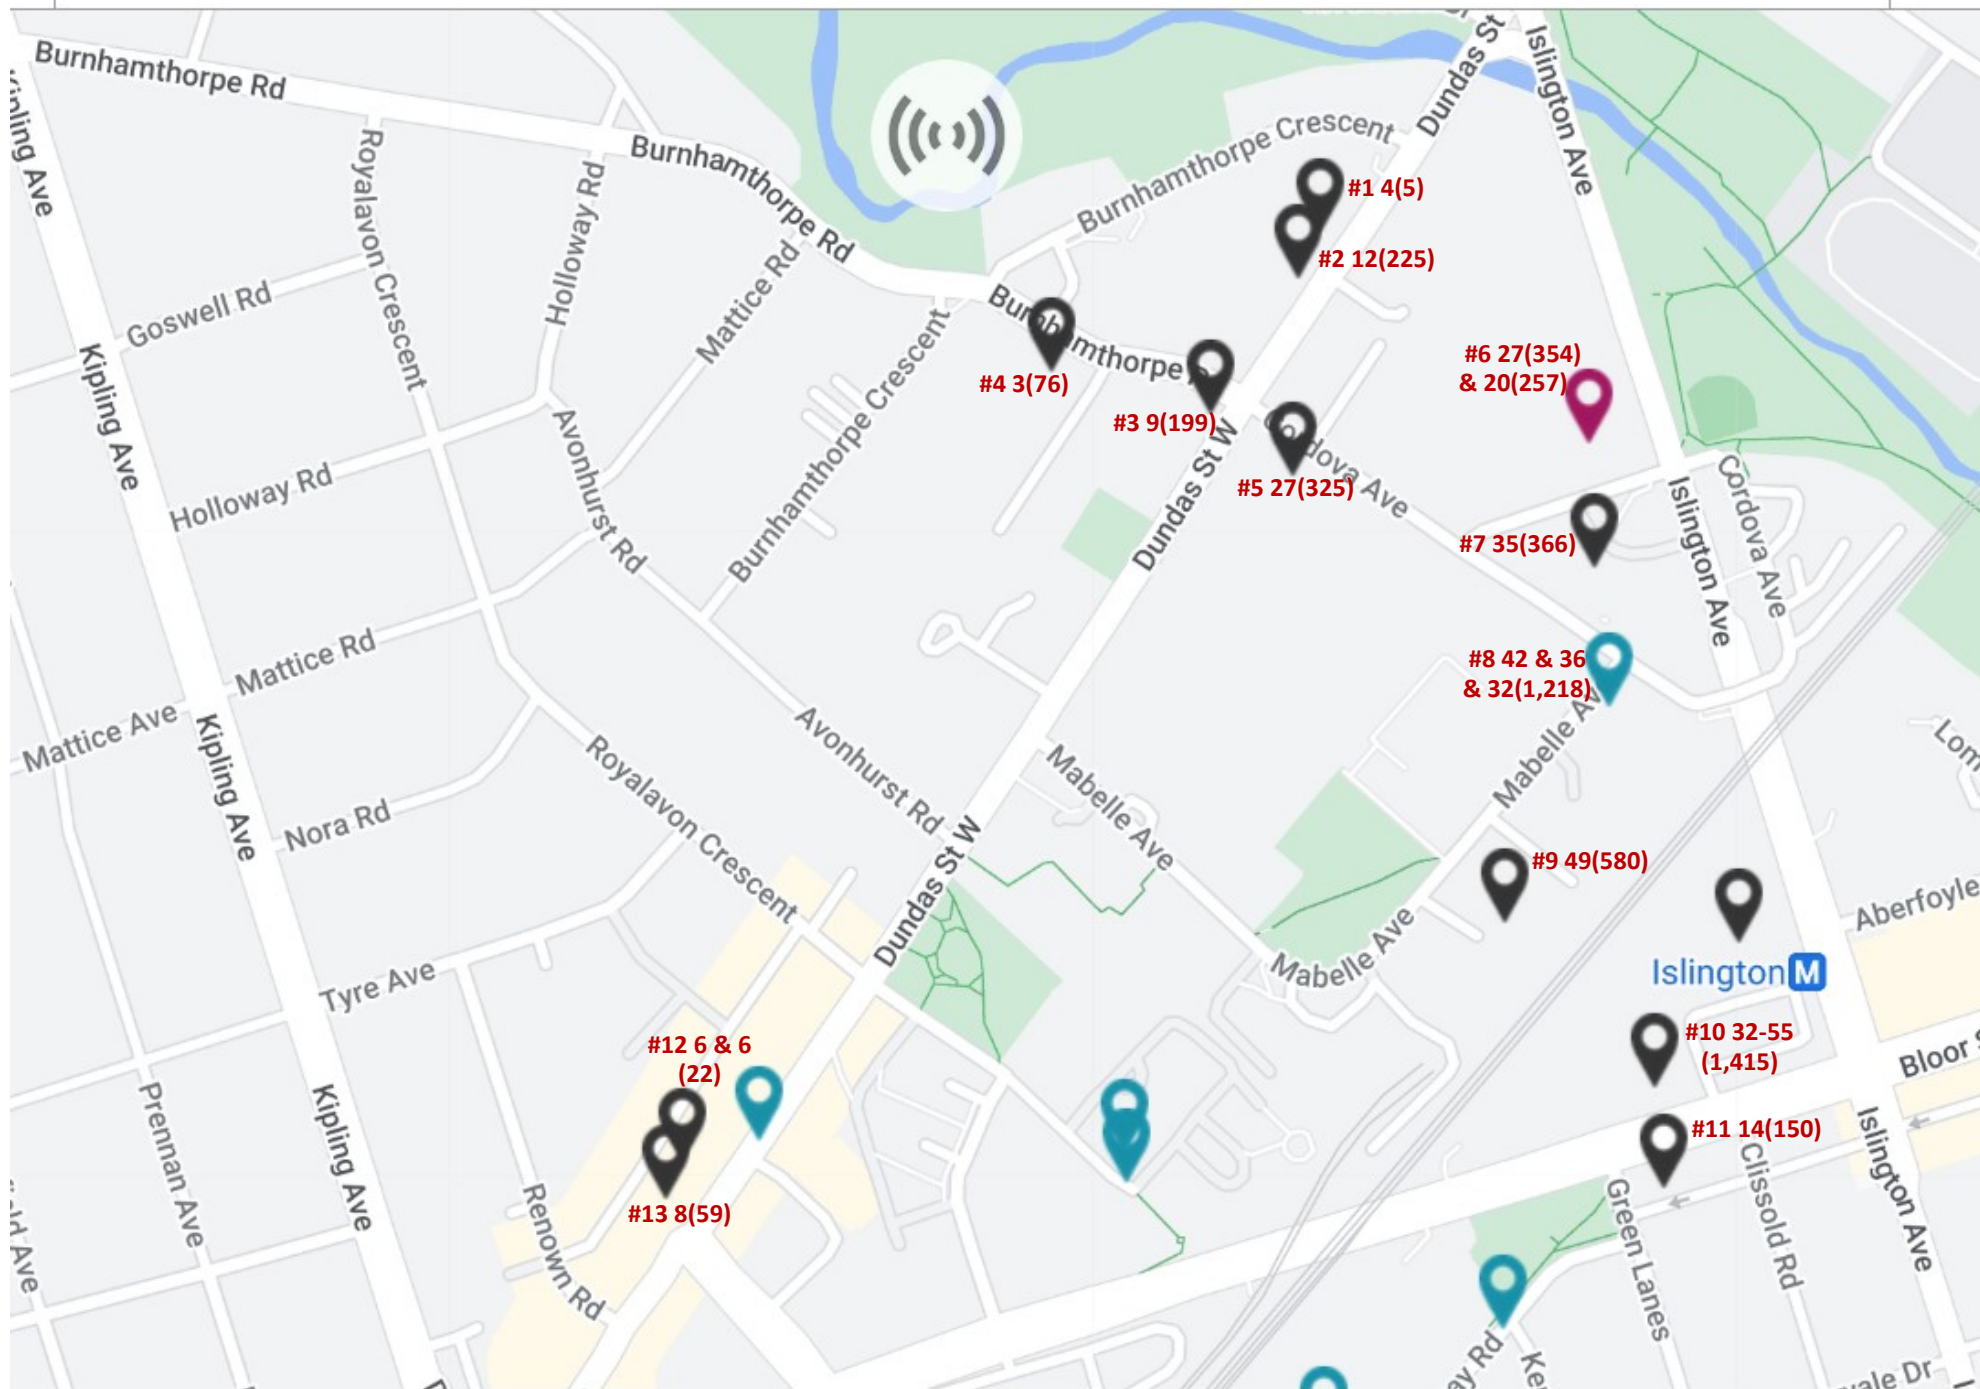 Burnhamthorpe Rd
Dundas St
Islington Ave
Kipling Ave
Royalavon Crescent
Holloway Rd
Burnhamthorpe Rd
Burnhamthorpe Crescent
#1 4(5)
#2 12(225)
Goswell Rd
Mattice Rd
Burnhamthorpe
#4 3(76)
#3 9(199)
#6 27(354)
& 20(257)
Kipling Ave
Avonhurst Rd
Burnhamthorpe Crescent
Cordova Ave
#5 27(325)
Holloway Rd
Dundas St W
#7 35(366)
Islington Ave
Cordova Ave
Mattice Rd
#8 42 & 36
& 32(1,218)
Mattice Ave
Kipling Ave
Royalavon Crescent
Avonhurst Rd
Mabelle Ave
Mabelle Av
Nora Rd
Dundas St W
#9 49(580)
Aberfoyle
Mabelle Ave
Tyre Ave
Islington M
#12 6 & 6
(22)
#10 32-55
(1,415)
Bloor
#11 14(150)
Prennan Ave
Kipling Ave
Renown Rd
#13 8(59)
Green Lanes
Clissold Rd
Islington Ave